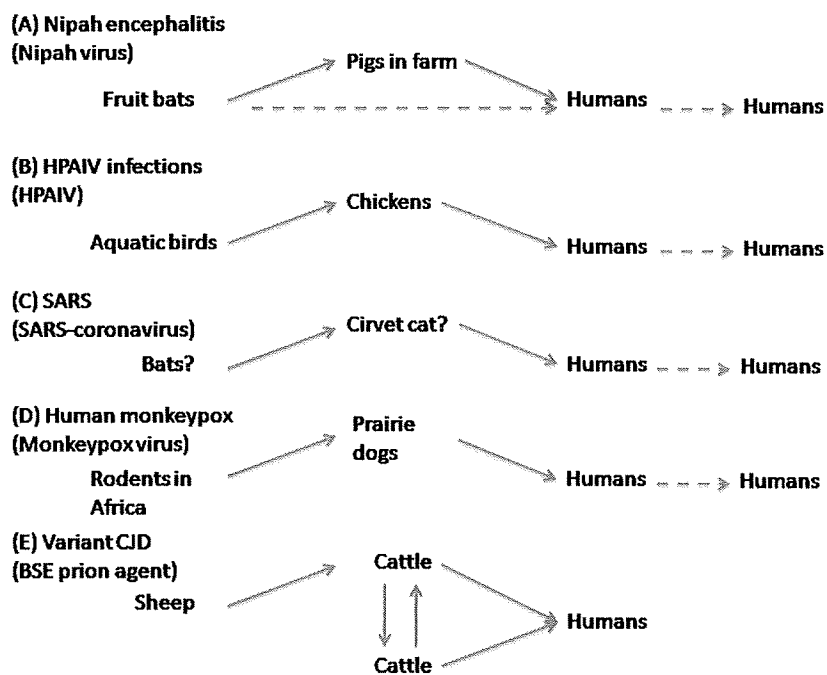 (A) Nipah encephalitis
(Nipah virus)
Pigs in farm
Fruit bats
Humans
Humans
(B) HPAIV infections
(HPAIV)
Chickens
Aquatic birds
Humans
Humans
(C) SARS
(SARS-coronavirus)
Cirvet cat?
Bats?
Humans
Humans
(D) Human monkeypox
(Monkeypox virus)
Prairie
dogs
Rodents in
Africa
Humans
Humans
(E) Variant CJD
(BSE prion agent)
Cattle
Sheep
Humans
Cattle